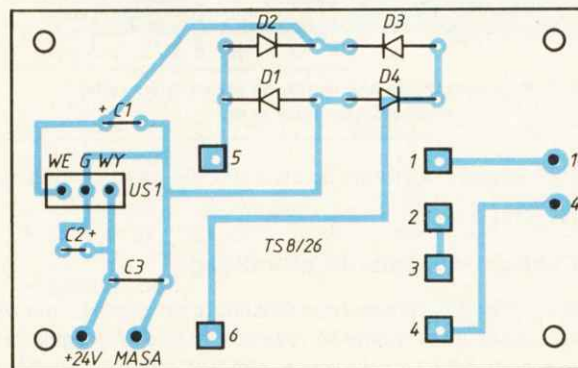 D2 D3
+ C1
D1 D4
WE G WY
5
1 1
US1
2 4
C2+
TS8/26
C3
3
6
4
+24V MASA